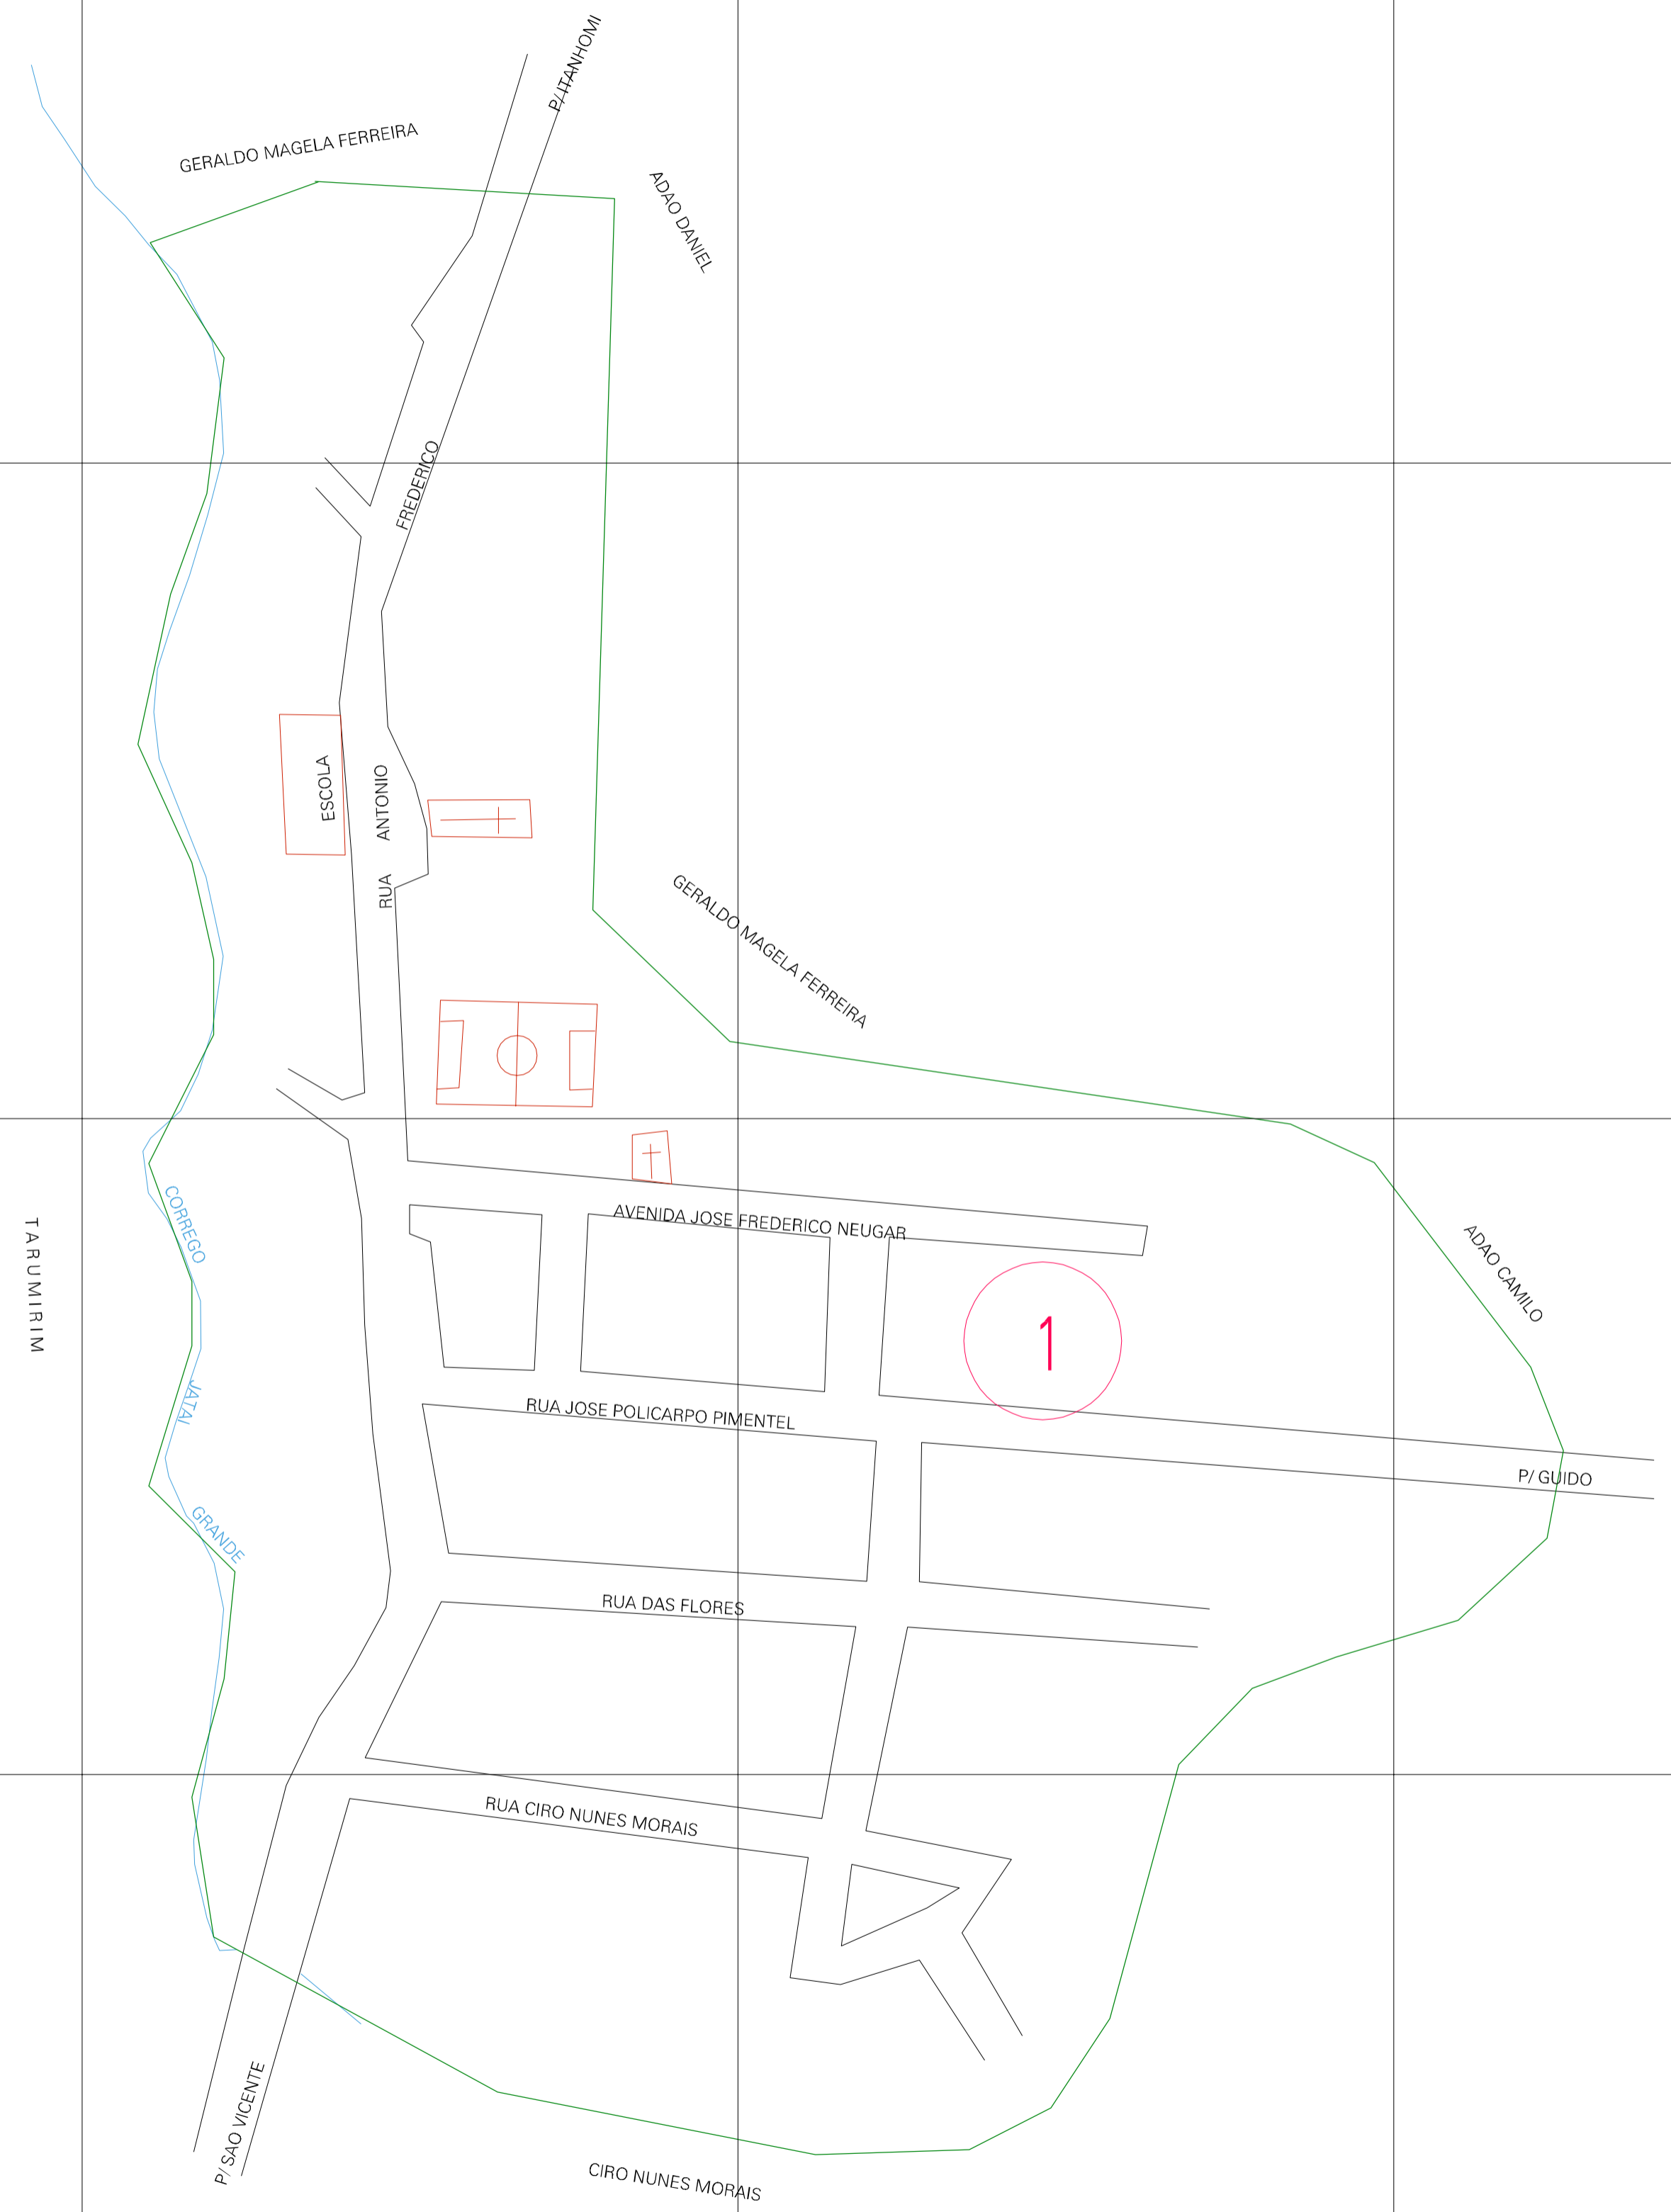 P/ ITANHOMI
GERALDO MAGELA FERREIRA
ADAO DANIEL
RUA ANTONIO FREDERICO
ESCOLA
GERALDO MAGELA FERREIRA
CORREGO JATAI GRANDE
TARUMIRIM
AVENIDA JOSE FREDERICO NEUGAR
ADAO CAMILO
1
RUA JOSE POLICARPO PIMENTEL
P/ GUIDO
RUA DAS FLORES
RUA CIRO NUNES MORAIS
P/ SAO VICENTE
CIRO NUNES MORAIS